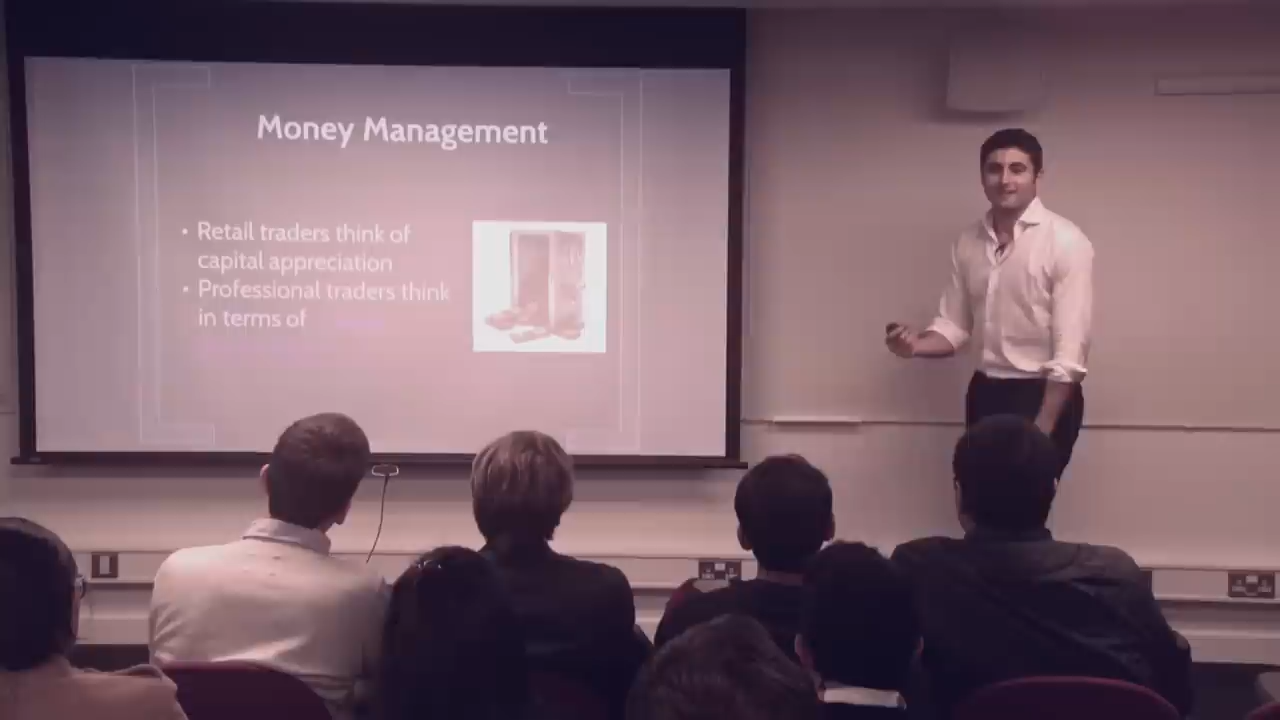 Money Management
• Retail traders think of
capital appreciation
• Professional traders think
in terms of